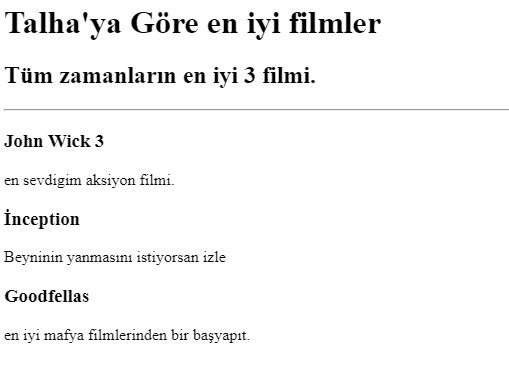 Talha'ya Göre en iyi filmler
Tüm zamanların en iyi 3 filmi.
John Wick 3
en sevdigim aksiyon filmi.
İnception
Beyninin yanmasını istiyorsan izle
Goodfellas
en iyi mafya filmlerinden bir başyapıt.